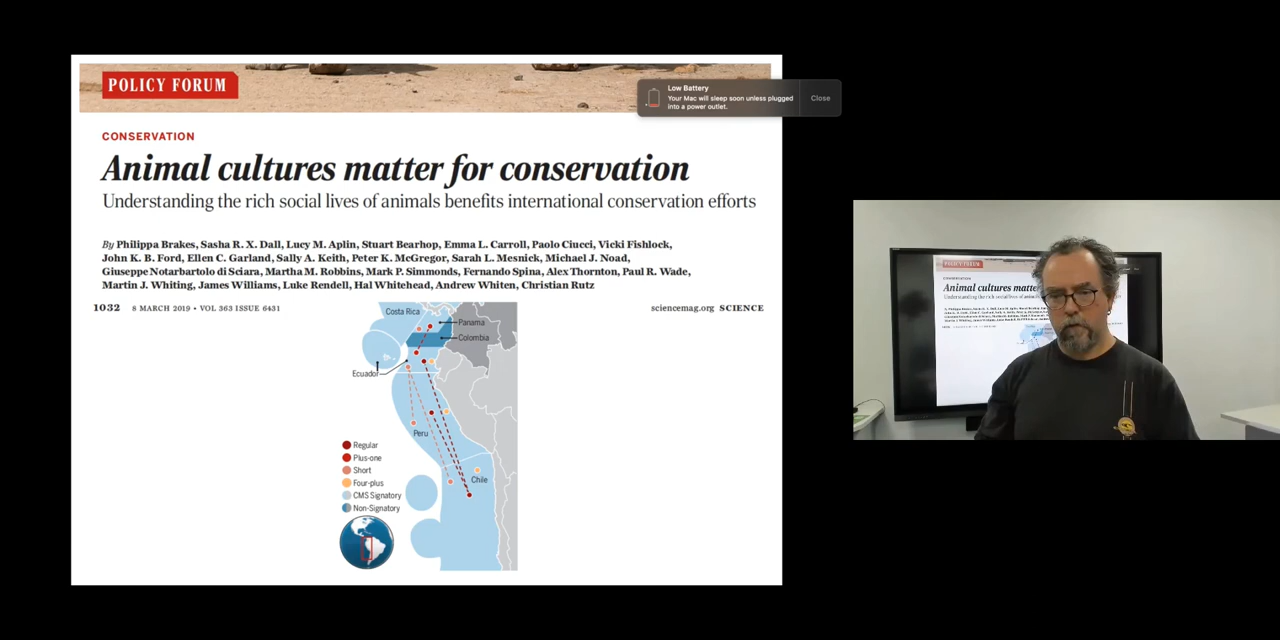 POLICY FORUM
Low Battery
Your Mac will sleep soon unless plugged
into a power outlet.
Close
CONSERVATION
Animal cultures matter for conservation
Understanding the rich social lives of animals benefits international conservation efforts
By Philippa Brakes, Sasha R. X. Dall, Lucy M. Aplin, Stuart Bearhop, Emma L. Carroll, Paolo Ciucci, Vicki Fishlock,
John K. B. Ford, Ellen C. Garland, Sally A. Keith, Peter K. McGregor, Sarah L. Mesnick, Michael J. Noad,
Giuseppe Notarbartolo di Sciara, Martha M. Robbins, Mark P. Simmonds, Fernando Spina, Alex Thornton, Paul R. Wade,
Martin J. Whiting, James Williams, Luke Rendell, Hal Whitehead, Andrew Whiten, Christian Rutz
1032 8 MARCH 2019 • VOL 363 ISSUE 6431
sciencemag.org SCIENCE
Costa Rica
Panama
Colombia
Ecuador
Peru
Chile
Regular
Plus-one
Short
Four-plus
CMS Signatory
Non-Signatory
POLICY FORUM
CONSERVATION
Animal cultures matter